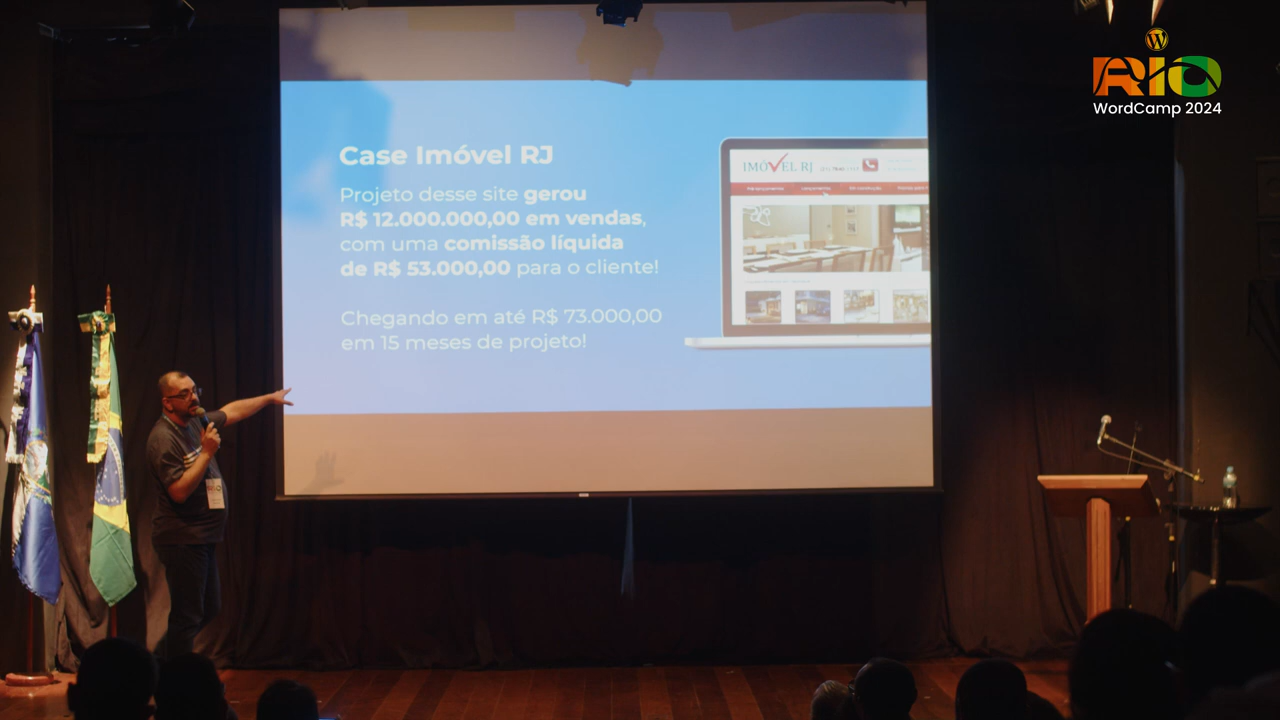 RIO
WordCamp 2024
Case Imóvel RJ
Projeto desse site gerou
R$ 12.000.000,00 em vendas,
com uma comissão líquida
de R$ 53.000,00 para o cliente!
Chegando em até R$ 73.000,00
em 15 meses de projeto!
IMÓVEL RJ